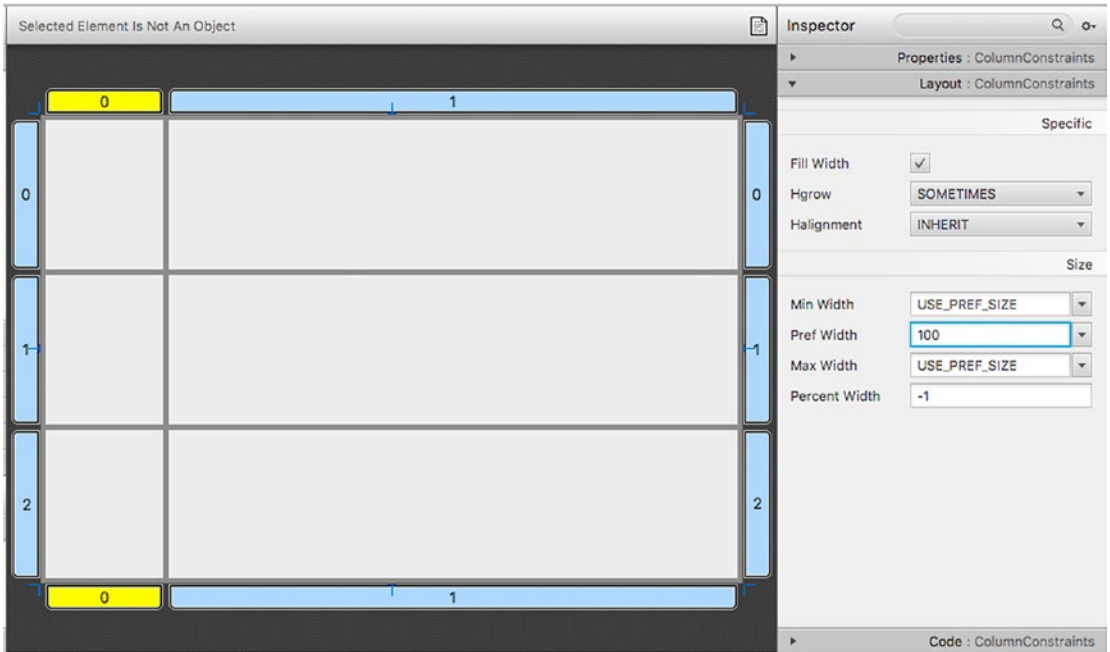 Selected Element Is Not An Object
Inspector
Properties : ColumnConstraints
Layout : ColumnConstraints
Specific
Fill Width
Hgrow SOMETIMES
Halignment INHERIT
Size
Min Width USE_PREF_SIZE
Pref Width 100
Max Width USE_PREF_SIZE
Percent Width -1
Code : ColumnConstraints
0 1
0 0
1 1
2 2
0 1